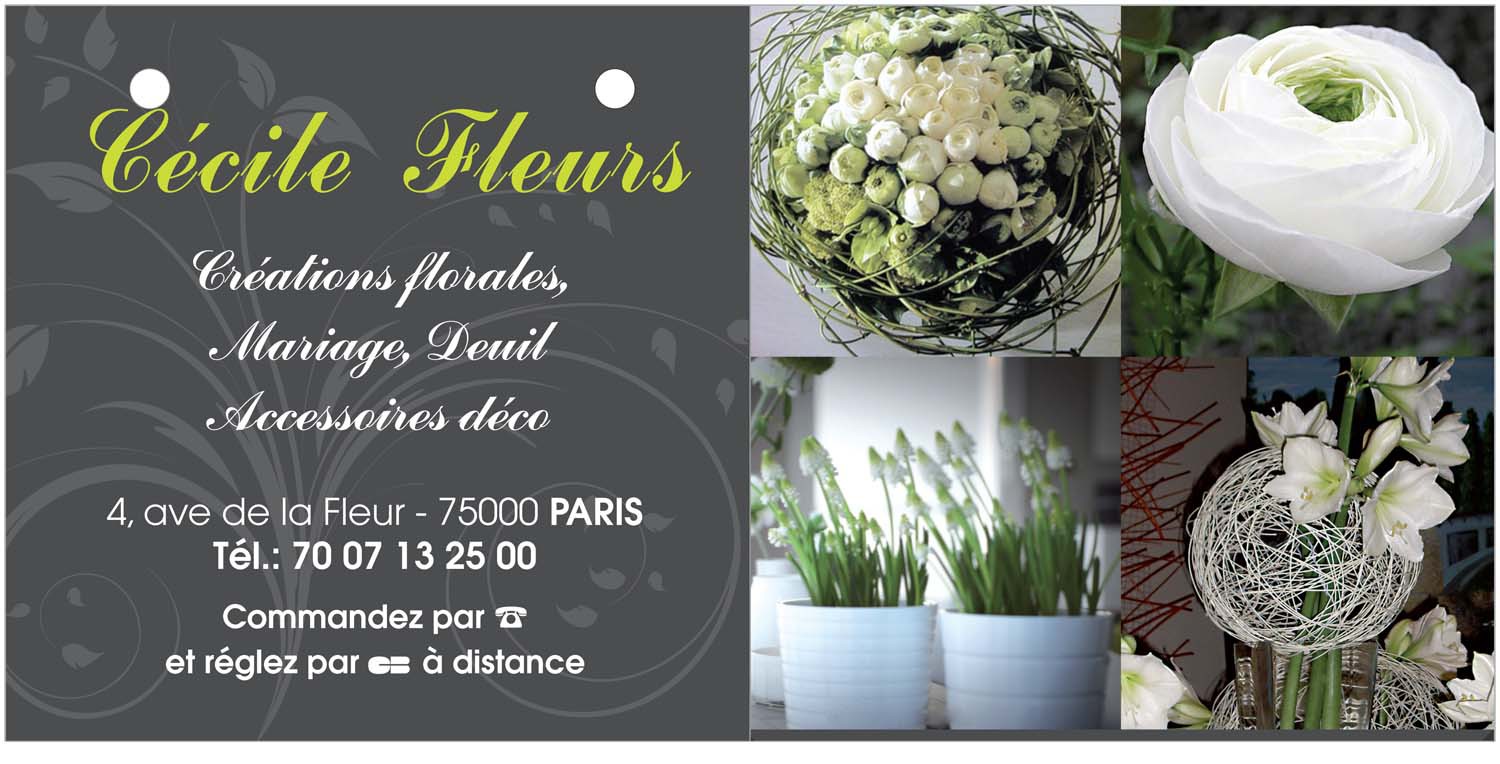 Cécile Fleurs
Créations florales,
Mariage, Deuil
Accessoires déco
4, ave de la Fleur - 75000 PARIS
Tél.: 70 07 13 25 00
Commandez par ☎
et réglez par CB à distance